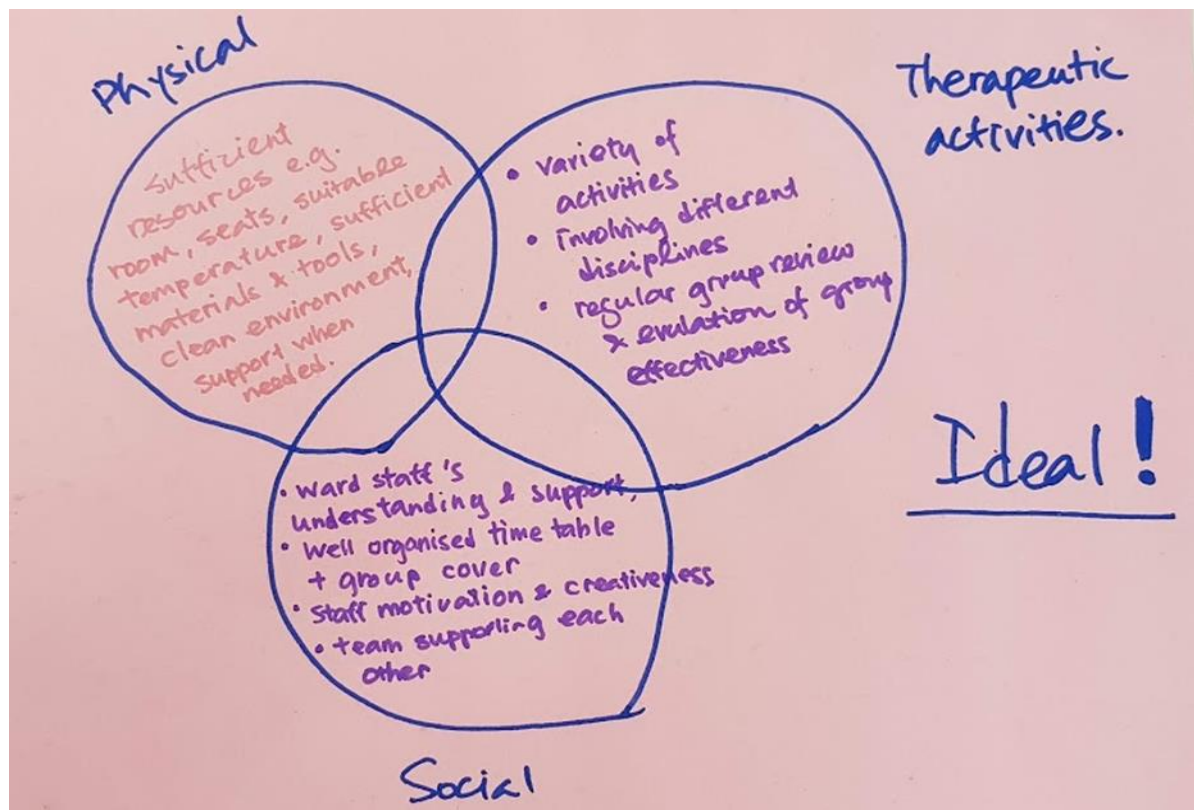 Physical
sufficient
resources e.g.
room, seats, suitable
temperature, sufficient
materials & tools,
clean environment,
support when
needed.
Therapeutic
activities.
• variety of
activities
• involving different
disciplines
• regular group review
& evulation of group
effectiveness
Ideal!
• ward staff's
understanding & support,
• well organised time table
+ group cover
• staff motivation & creativeness
• team supporting each
other
Social